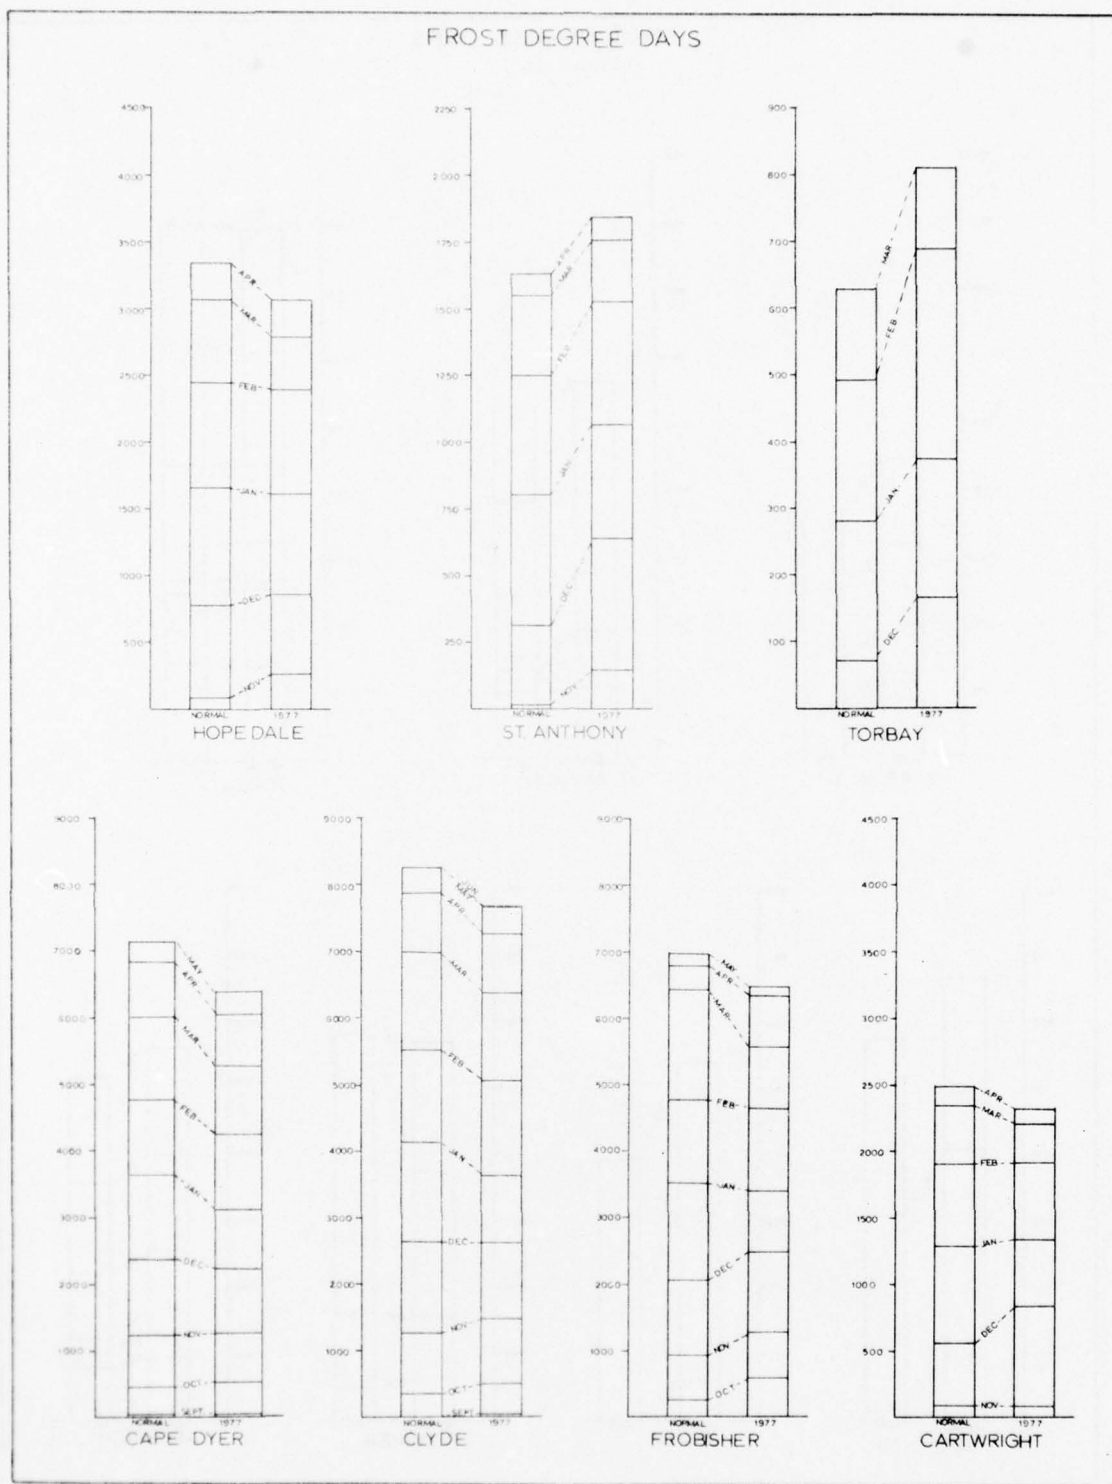 FROST DEGREE DAYS
4500
4000
3500
3000
2500
2000
1500
1000
500
APR
MAR
FEB
JAN
DEC
NOV
NORMAL 1977
HOPEDALE
2250
2000
1750
1500
1250
1000
750
500
250
APR
MAR
FEB
JAN
DEC
NOV
NORMAL 1977
ST. ANTHONY
900
800
700
600
500
400
300
200
100
MAR
FEB
JAN
DEC
NORMAL 1977
TORBAY
9000
8000
7000
6000
5000
4000
3000
2000
1000
MAY
APR
MAR
FEB
JAN
DEC
NOV
OCT
SEPT
NORMAL 1977
CAPE DYER
9000
8000
7000
6000
5000
4000
3000
2000
1000
JUN
MAY
APR
MAR
FEB
JAN
DEC
NOV
OCT
SEPT
NORMAL 1977
CLYDE
9000
8000
7000
6000
5000
4000
3000
2000
1000
MAY
APR
MAR
FEB
JAN
DEC
NOV
OCT
NORMAL 1977
FROBISHER
4500
4000
3500
3000
2500
2000
1500
1000
500
APR
MAR
FEB
JAN
DEC
NOV
NORMAL 1977
CARTWRIGHT